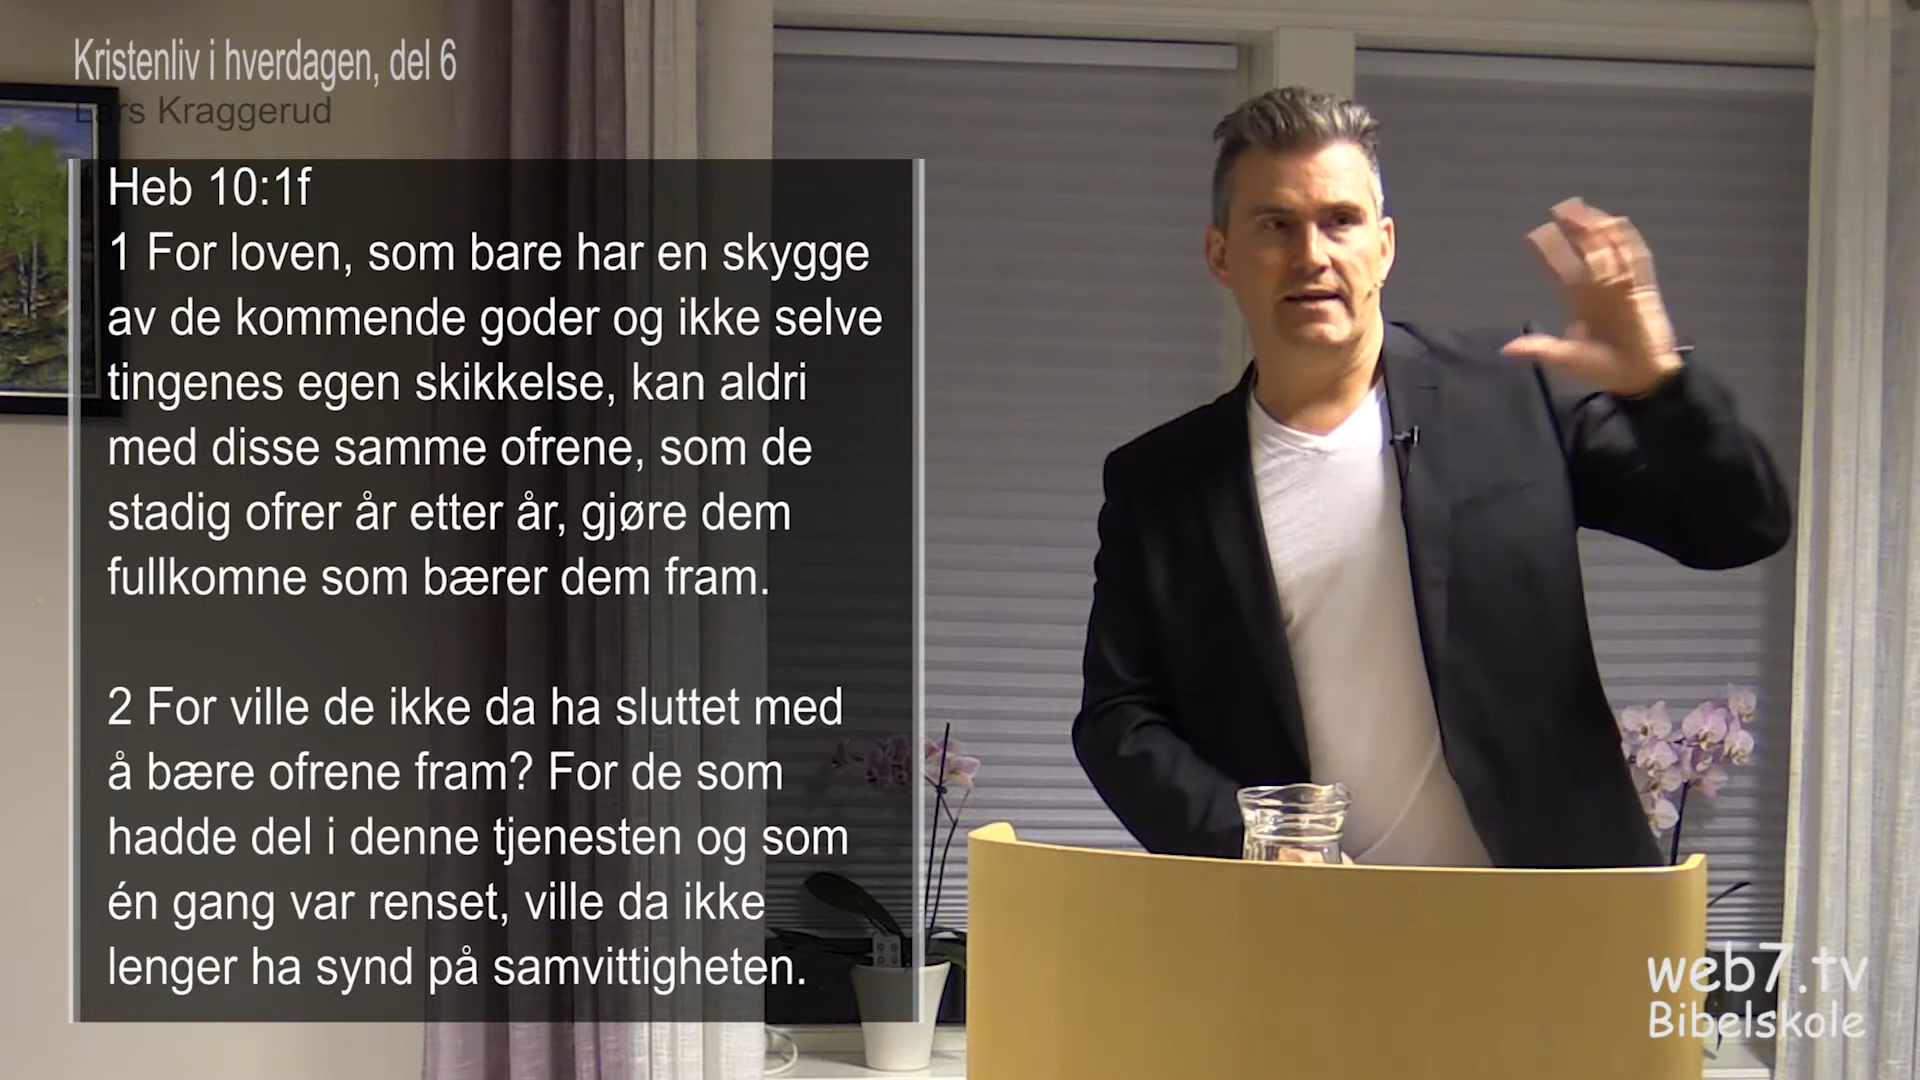 Kristenliv i hverdagen, del 6
Lars Kraggerud
Heb 10:1f
1 For loven, som bare har en skygge
av de kommende goder og ikke selve
tingenes egen skikkelse, kan aldri
med disse samme ofrene, som de
stadig ofrer år etter år, gjøre dem
fullkomne som bærer dem fram.
2 For ville de ikke da ha sluttet med
å bære ofrene fram? For de som
hadde del i denne tjenesten og som
én gang var renset, ville da ikke
lenger ha synd på samvittigheten.
web7.tv
Bibelskole